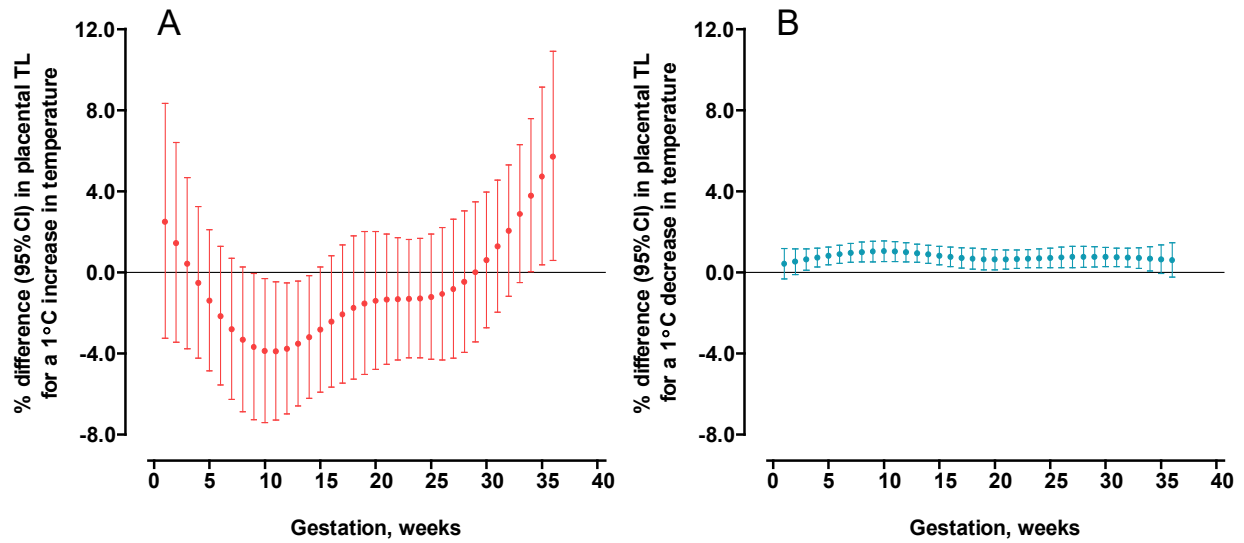 A
% difference (95%CI) in placental TL
for a 1°C increase in temperature
12.0
8.0
4.0
0.0
-4.0
-8.0
0 5 10 15 20 25 30 35 40
Gestation, weeks
B
% difference (95%CI) in placental TL
for a 1°C decrease in temperature
12.0
8.0
4.0
0.0
-4.0
-8.0
0 5 10 15 20 25 30 35 40
Gestation, weeks